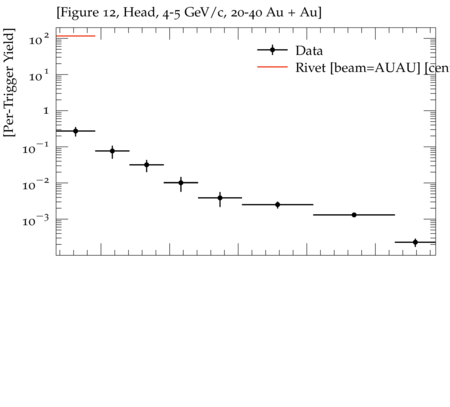 [Figure 12, Head, 4-5 GeV/c, 20-40 Au + Au]
[Per-Trigger Yield]
10²
10¹
1
10⁻¹
10⁻²
10⁻³
Data
Rivet [beam=AUAU] [cen